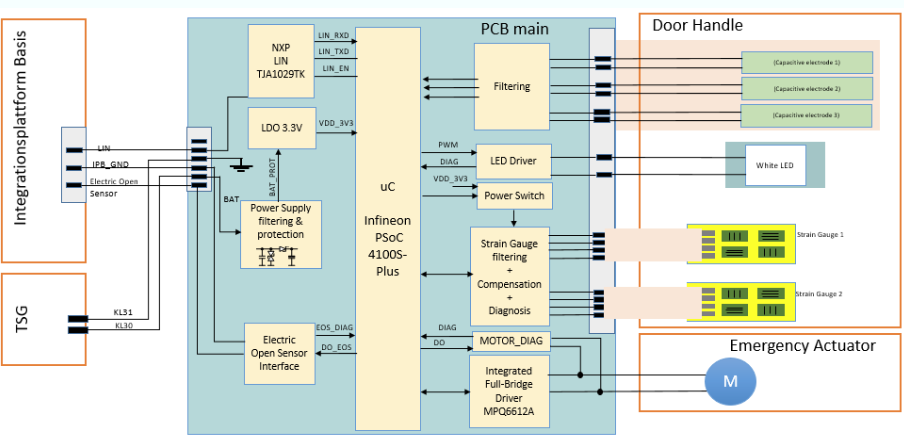 PCB main
Door Handle
Integrationsplattform Basis
NXP
LIN
TJA1029TK
LIN_RXD
LIN_TXD
LIN_EN
Filtering
(Capacitive electrode 1)
(Capacitive electrode 2)
(Capacitive electrode 3)
LDO 3.3V
VDD_3V3
LIN
IPB_GND
Electric Open
Sensor
BAT_PROT
BAT
Power Supply
filtering &
protection
uC
Infineon
PSoC
4100S-
Plus
PWM
DIAG
LED Driver
VDD_3V3
Power Switch
White LED
Strain Gauge
filtering
+
Compensation
+
Diagnosis
Strain Gauge 1
Strain Gauge 2
TSG
KL31
KL30
Electric
Open Sensor
Interface
EOS_DIAG
DO_EOS
DIAG
DO
MOTOR_DIAG
Integrated
Full-Bridge
Driver
MPQ6612A
Emergency Actuator
M